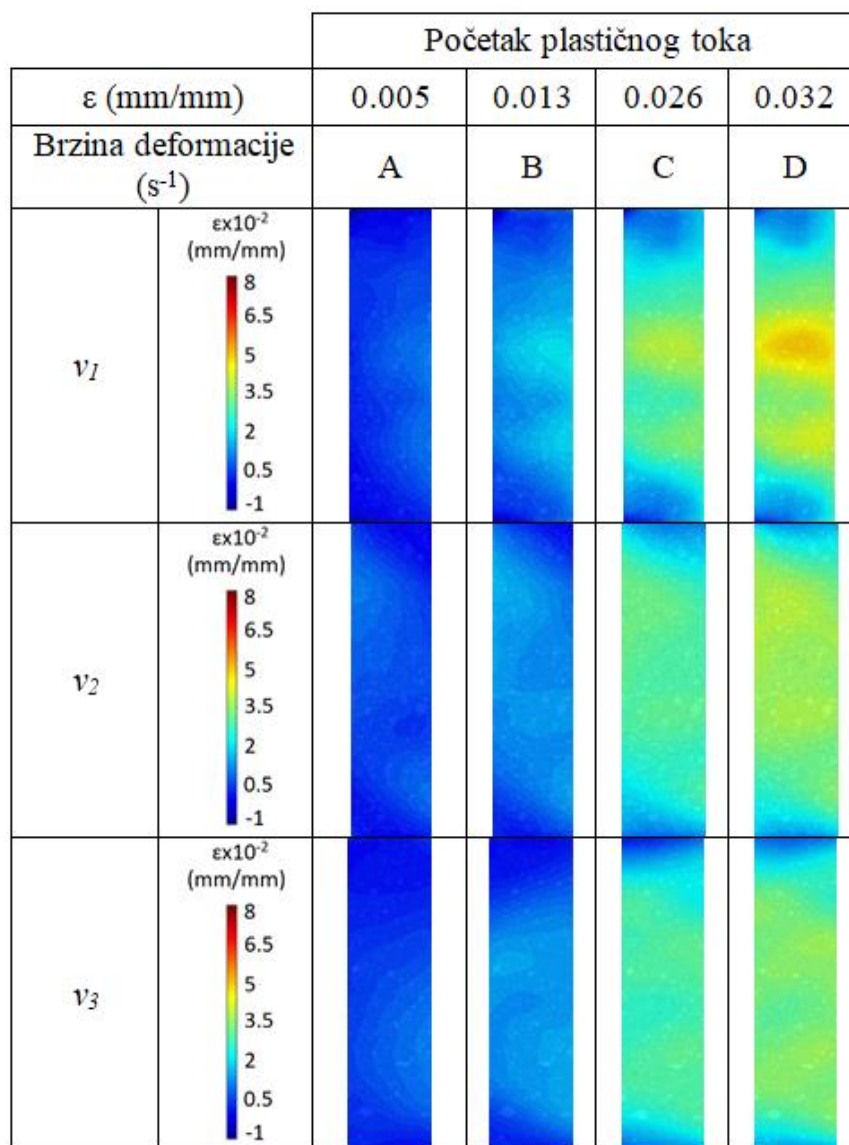 Početak plastičnog toka
ε (mm/mm) 0.005 0.013 0.026 0.032
Brzina deformacije (s⁻¹) A B C D
v₁
εx10⁻²
(mm/mm)
8
6.5
5
3.5
2
0.5
-1
v₂
εx10⁻²
(mm/mm)
8
6.5
5
3.5
2
0.5
-1
v₃
εx10⁻²
(mm/mm)
8
6.5
5
3.5
2
0.5
-1